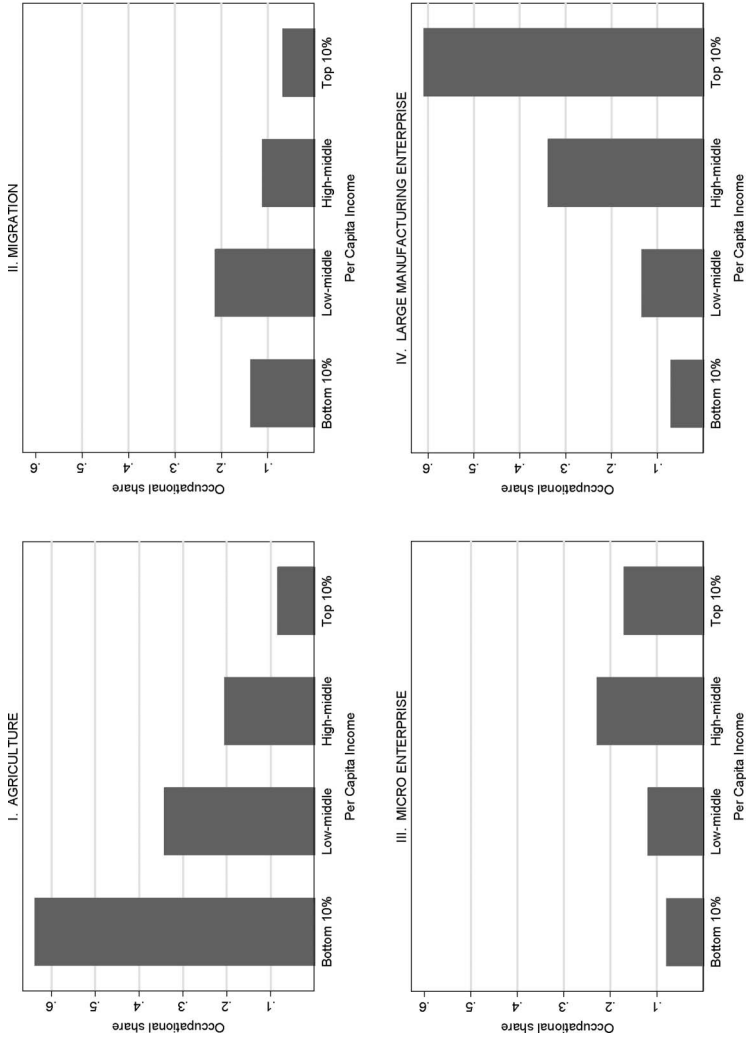 I. AGRICULTURE
Occupational share
.6
.5
.4
.3
.2
.1
Bottom 10%
Low-middle
High-middle
Top 10%
Per Capita Income
II. MIGRATION
Occupational share
.6
.5
.4
.3
.2
.1
Bottom 10%
Low-middle
High-middle
Top 10%
Per Capita Income
III. MICRO ENTERPRISE
Occupational share
.6
.5
.4
.3
.2
.1
Bottom 10%
Low-middle
High-middle
Top 10%
Per Capita Income
IV. LARGE MANUFACTURING ENTERPRISE
Occupational share
.6
.5
.4
.3
.2
.1
Bottom 10%
Low-middle
High-middle
Top 10%
Per Capita Income